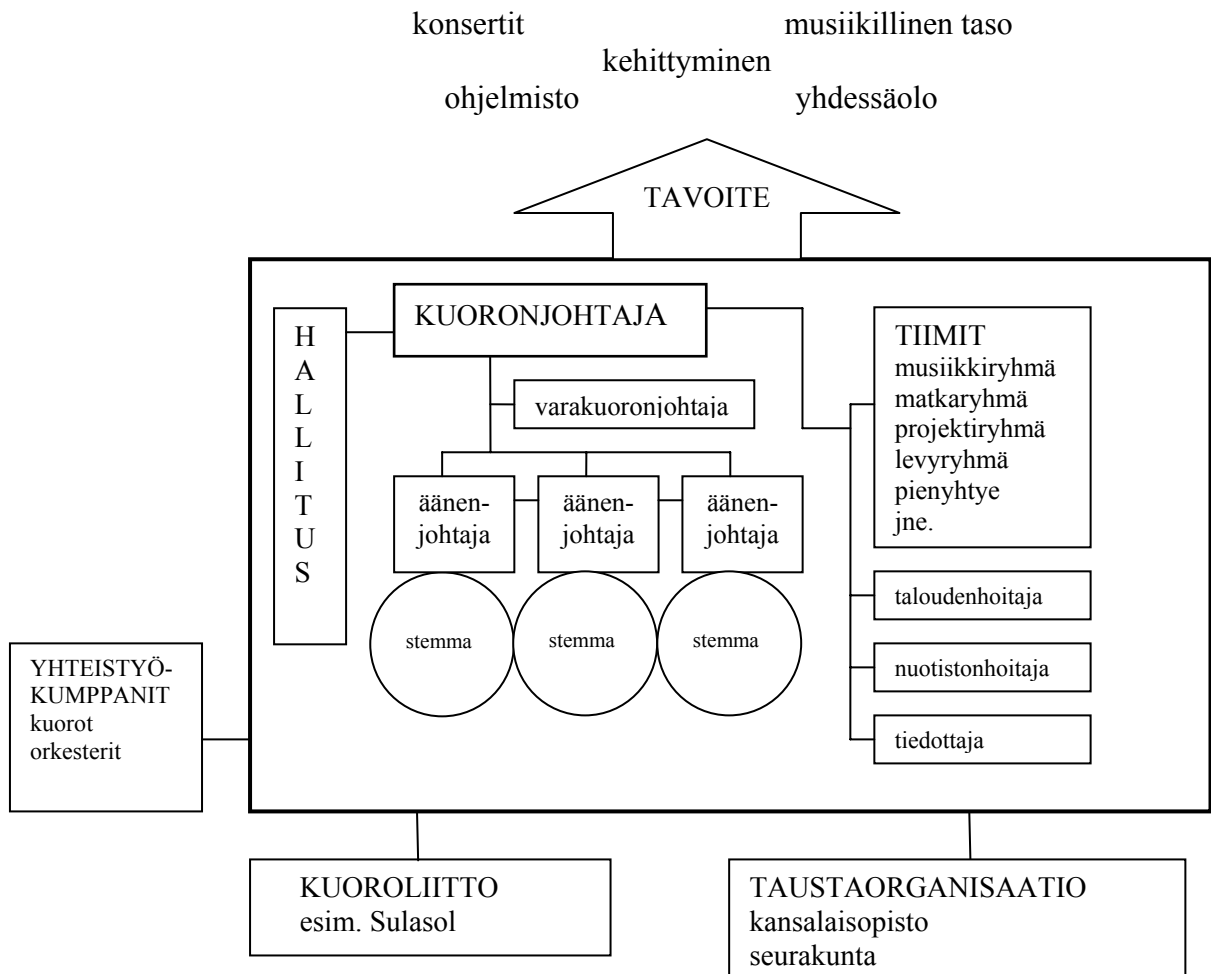 konsertit musiikillinen taso
kehittyminen
ohjelmisto yhdessäolo
TAVOITE
H
A
L
L
I
T
U
S
KUORONJOHTAJA
varakuoronjohtaja
äänen-
johtaja
äänen-
johtaja
äänen-
johtaja
stemma
stemma
stemma
TIIMIT
musiikkiryhmä
matkaryhmä
projektiryhmä
levyryhmä
pienyhtye
jne.
taloudenhoitaja
nuotistonhoitaja
tiedottaja
YHTEISTYÖ-
KUMPPANIT
kuorot
orkesterit
KUOROLIITTO
esim. Sulasol
TAUSTAORGANISAATIO
kansalaisopisto
seurakunta